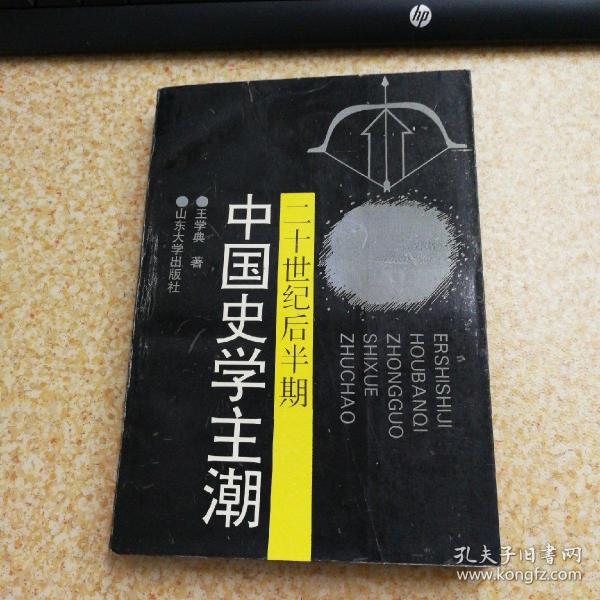 hp
二十世纪后半期
中国史学主潮
●王学典 著
●山东大学出版社
ERSHISHIJI
HOUBANQI
ZHONGGUO
SHIXUE
ZHUCHAO
孔夫子旧書网
www.kongfz.com